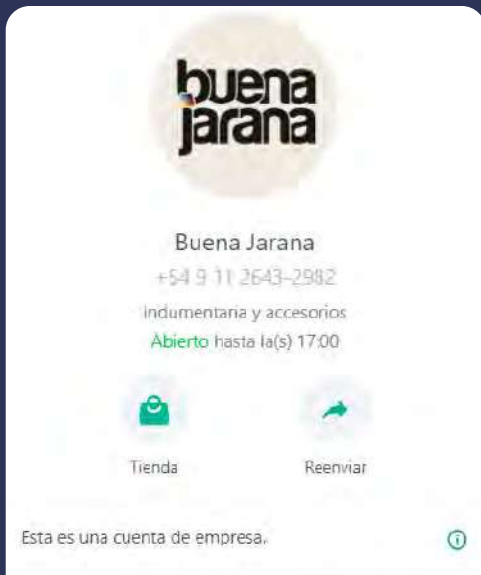 buena
jarana
Buena Jarana
+54 9 11 2643-2982
Indumentaria y accesorios
Abierto hasta la(s) 17:00
Tienda
Reenviar
Esta es una cuenta de empresa.